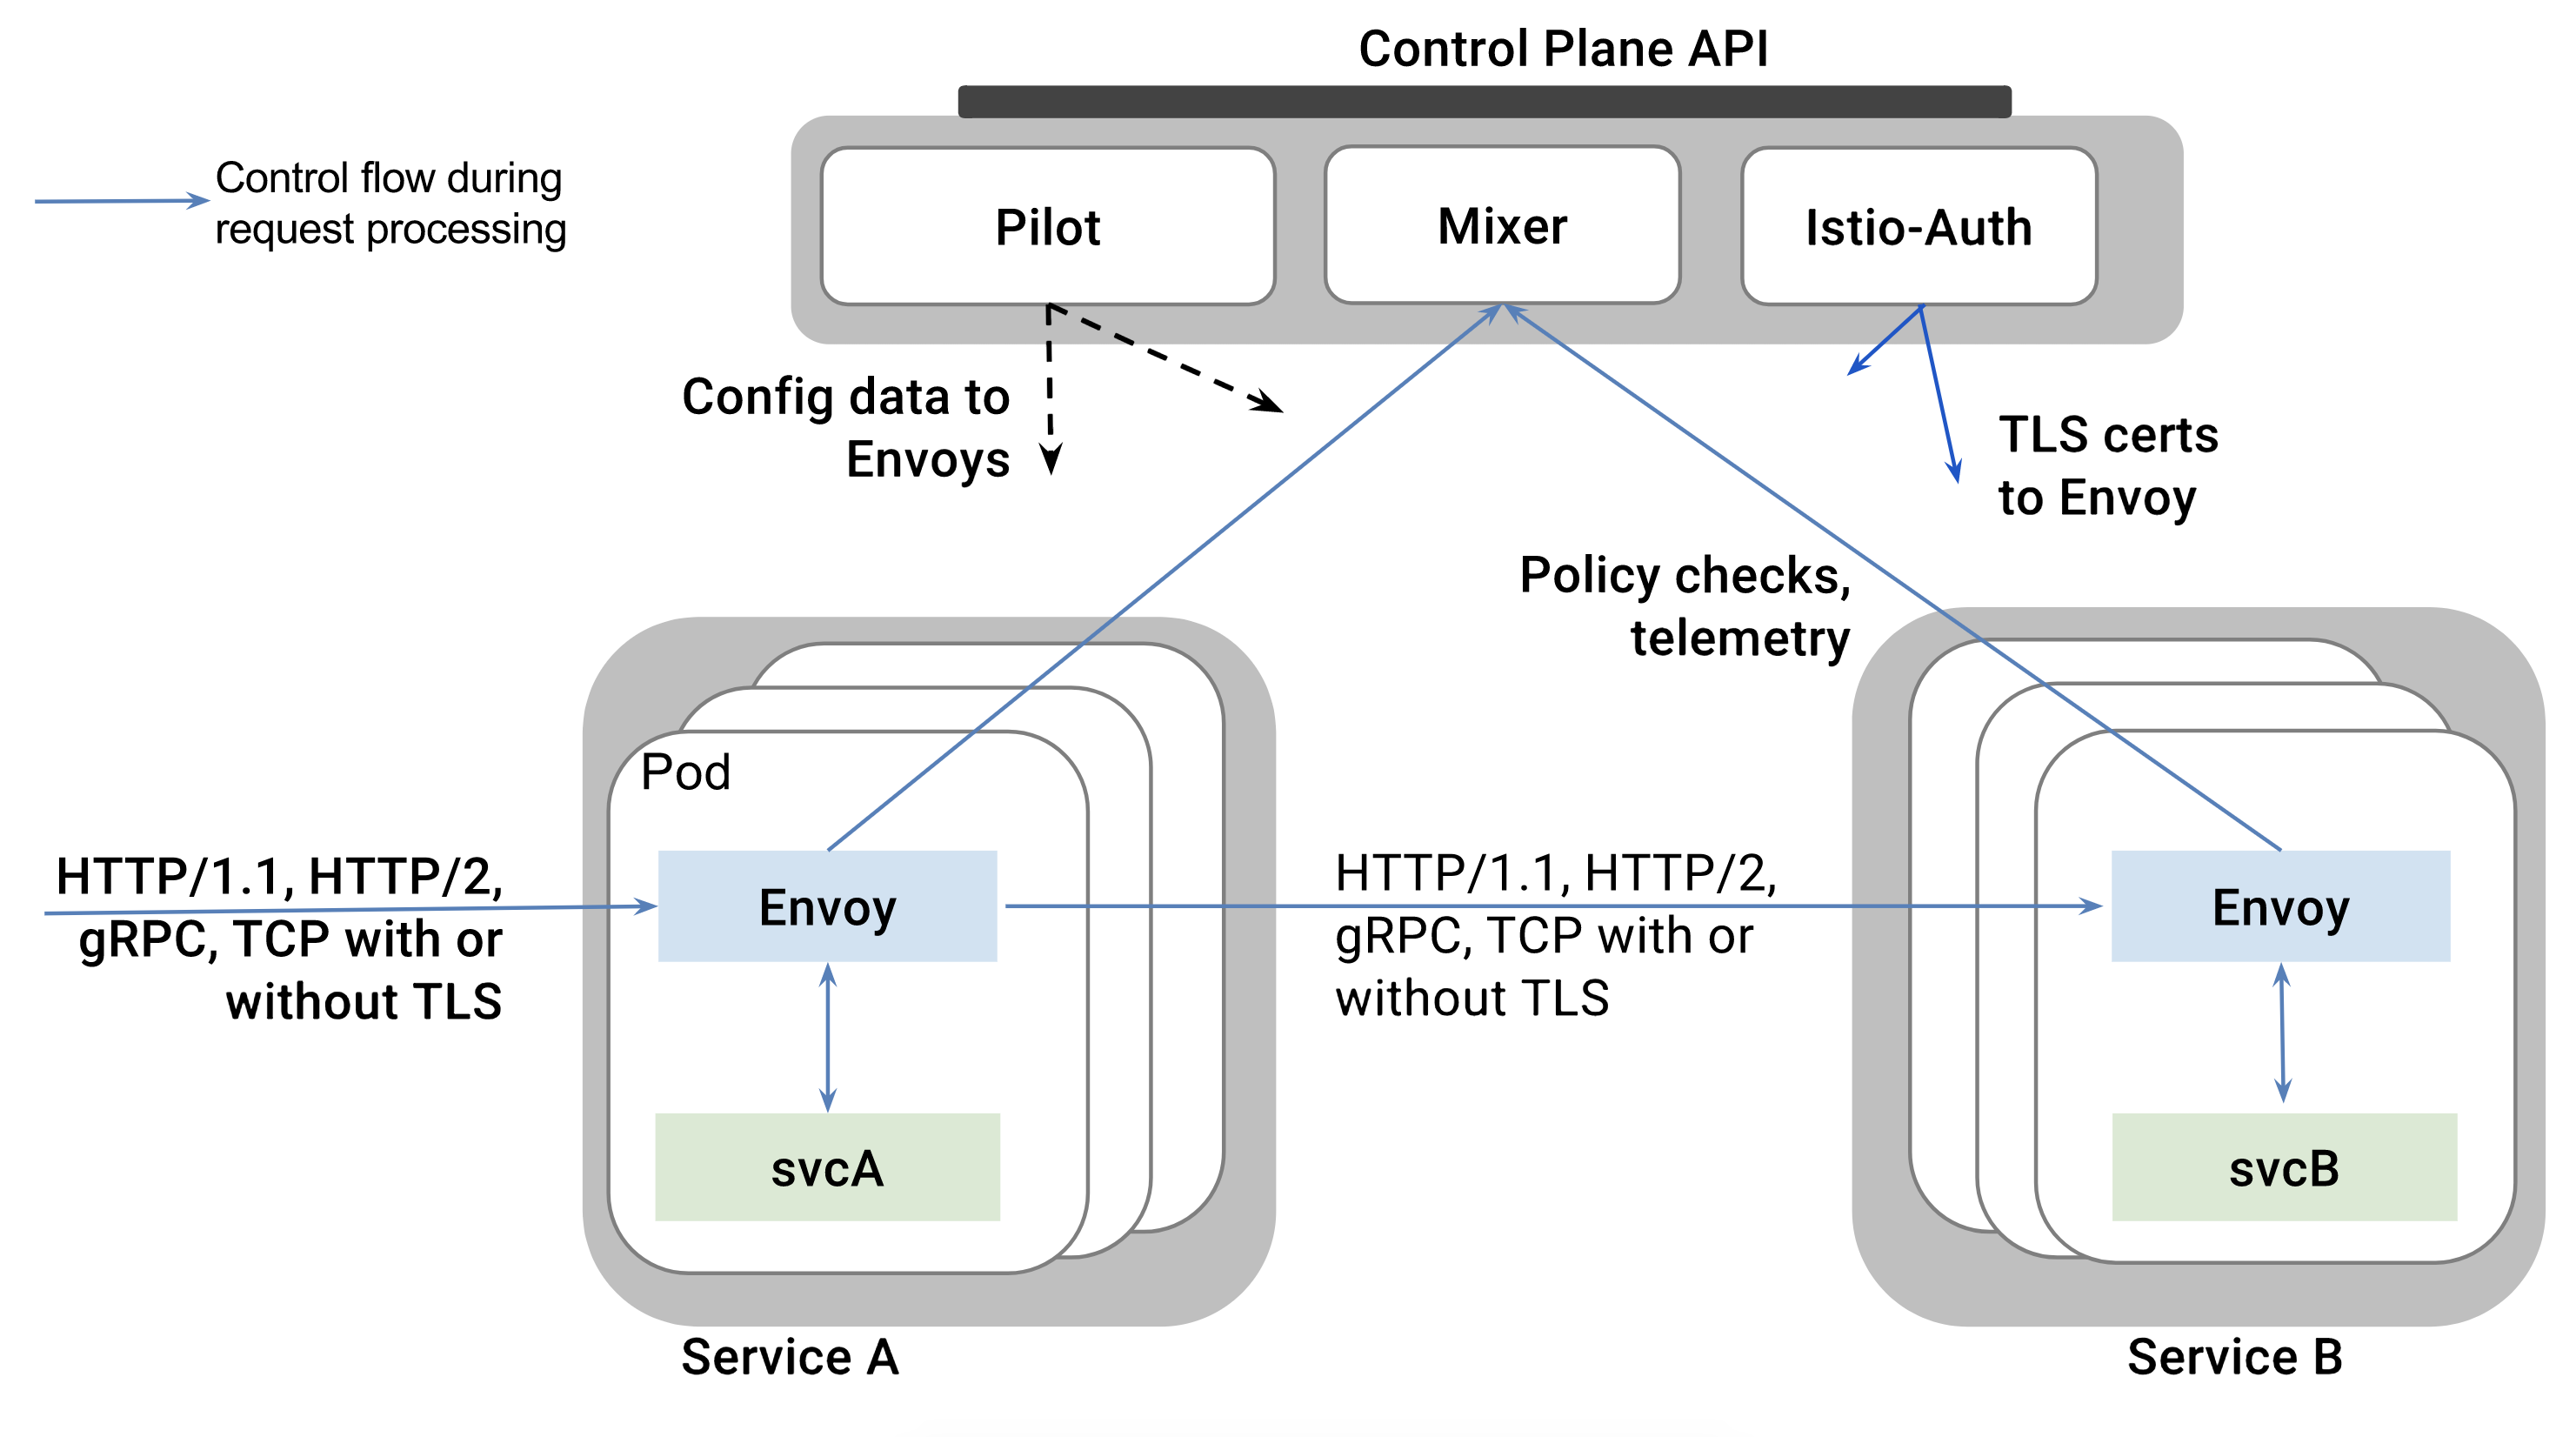 Control Plane API
Control flow during
request processing
Pilot
Mixer
Istio-Auth
Config data to
Envoys
TLS certs
to Envoy
Policy checks,
telemetry
Pod
HTTP/1.1, HTTP/2,
gRPC, TCP with or
without TLS
Envoy
HTTP/1.1, HTTP/2,
gRPC, TCP with or
without TLS
Envoy
svcA
svcB
Service A
Service B